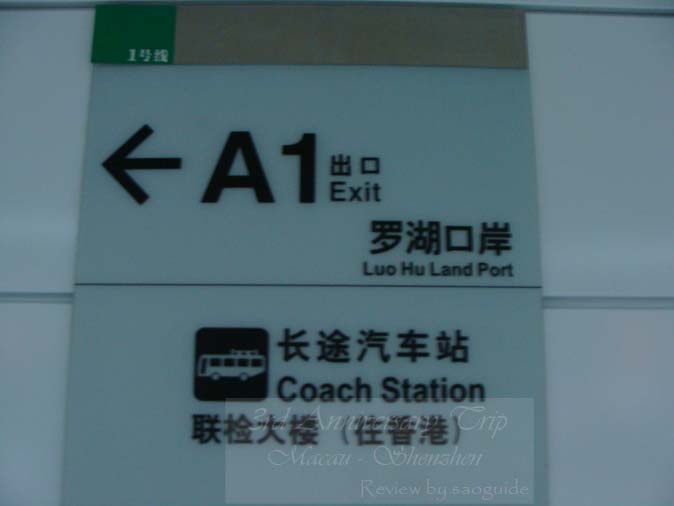 1号线
A1 出口
Exit
罗湖口岸
Luo Hu Land Port
长途汽车站
Coach Station
联检大楼（往香港）
3rd Anniversary Trip
Macau - Shenzhen
Review by saoguide